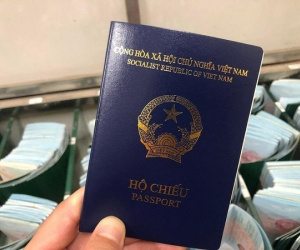 CỘNG HÒA XÃ HỘI CHỦ NGHĨA VIỆT NAM
SOCIALIST REPUBLIC OF VIET NAM
HỘ CHIẾU
PASSPORT